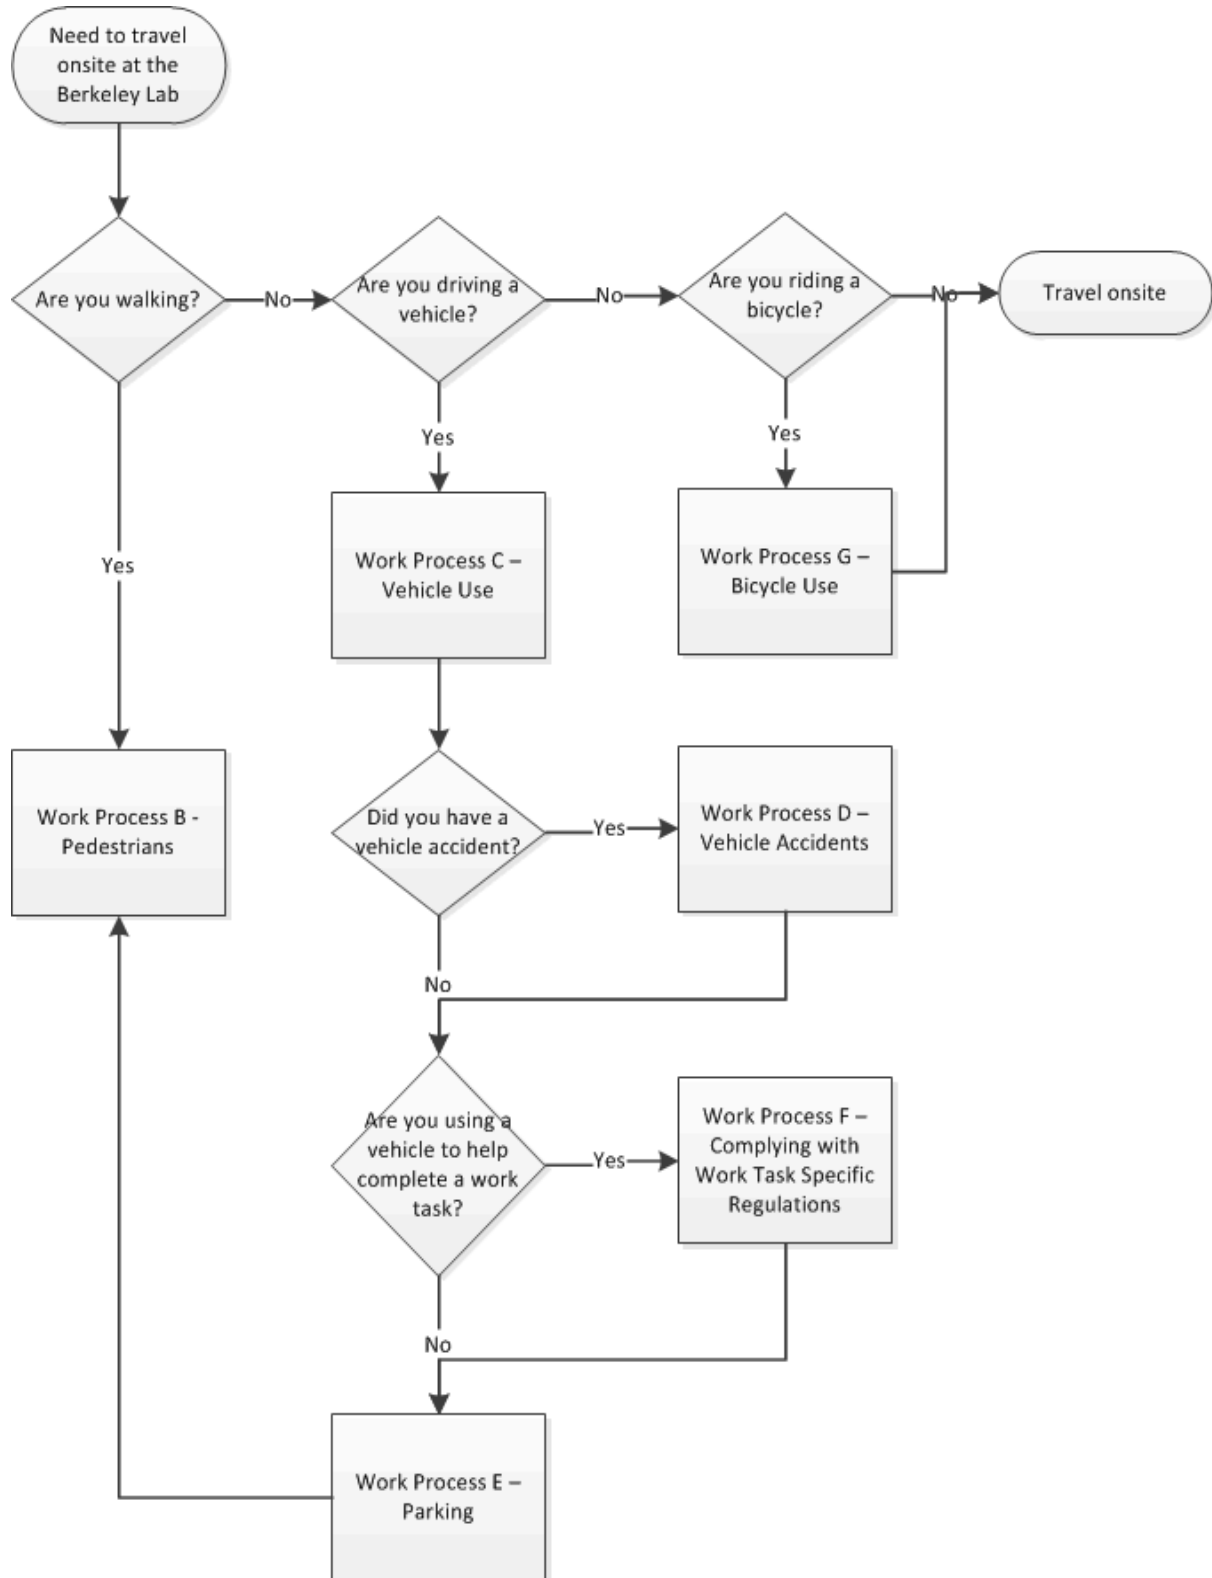 Need to travel
onsite at the
Berkeley Lab
Are you walking?
No
Are you driving a
vehicle?
No
Are you riding a
bicycle?
No
Travel onsite
Yes
Yes
Yes
Work Process C –
Vehicle Use
Work Process G –
Bicycle Use
Work Process B -
Pedestrians
Did you have a
vehicle accident?
Yes
Work Process D –
Vehicle Accidents
No
Are you using a
vehicle to help
complete a work
task?
Yes
Work Process F –
Complying with
Work Task Specific
Regulations
No
Work Process E –
Parking